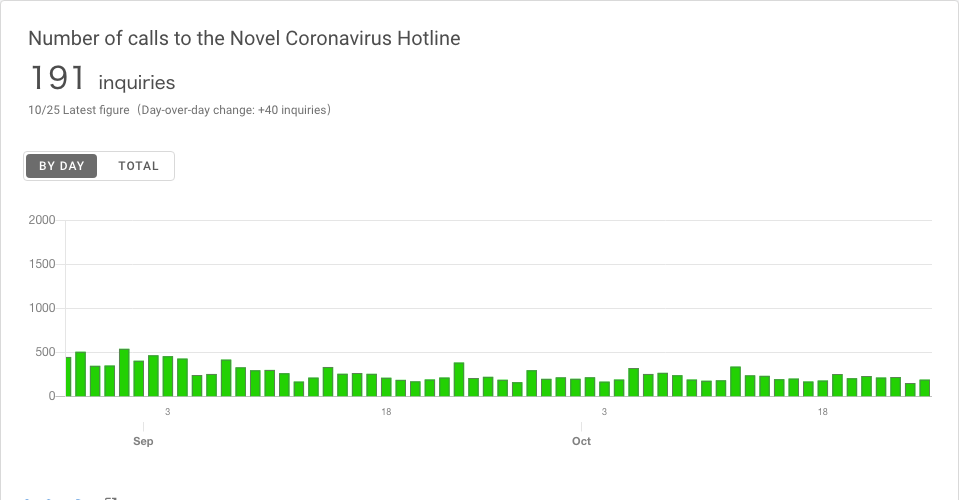 Number of calls to the Novel Coronavirus Hotline
191 inquiries
10/25 Latest figure（Day-over-day change: +40 inquiries）
BY DAY TOTAL
2000
1500
1000
500
0
3 18 3 18
Sep Oct